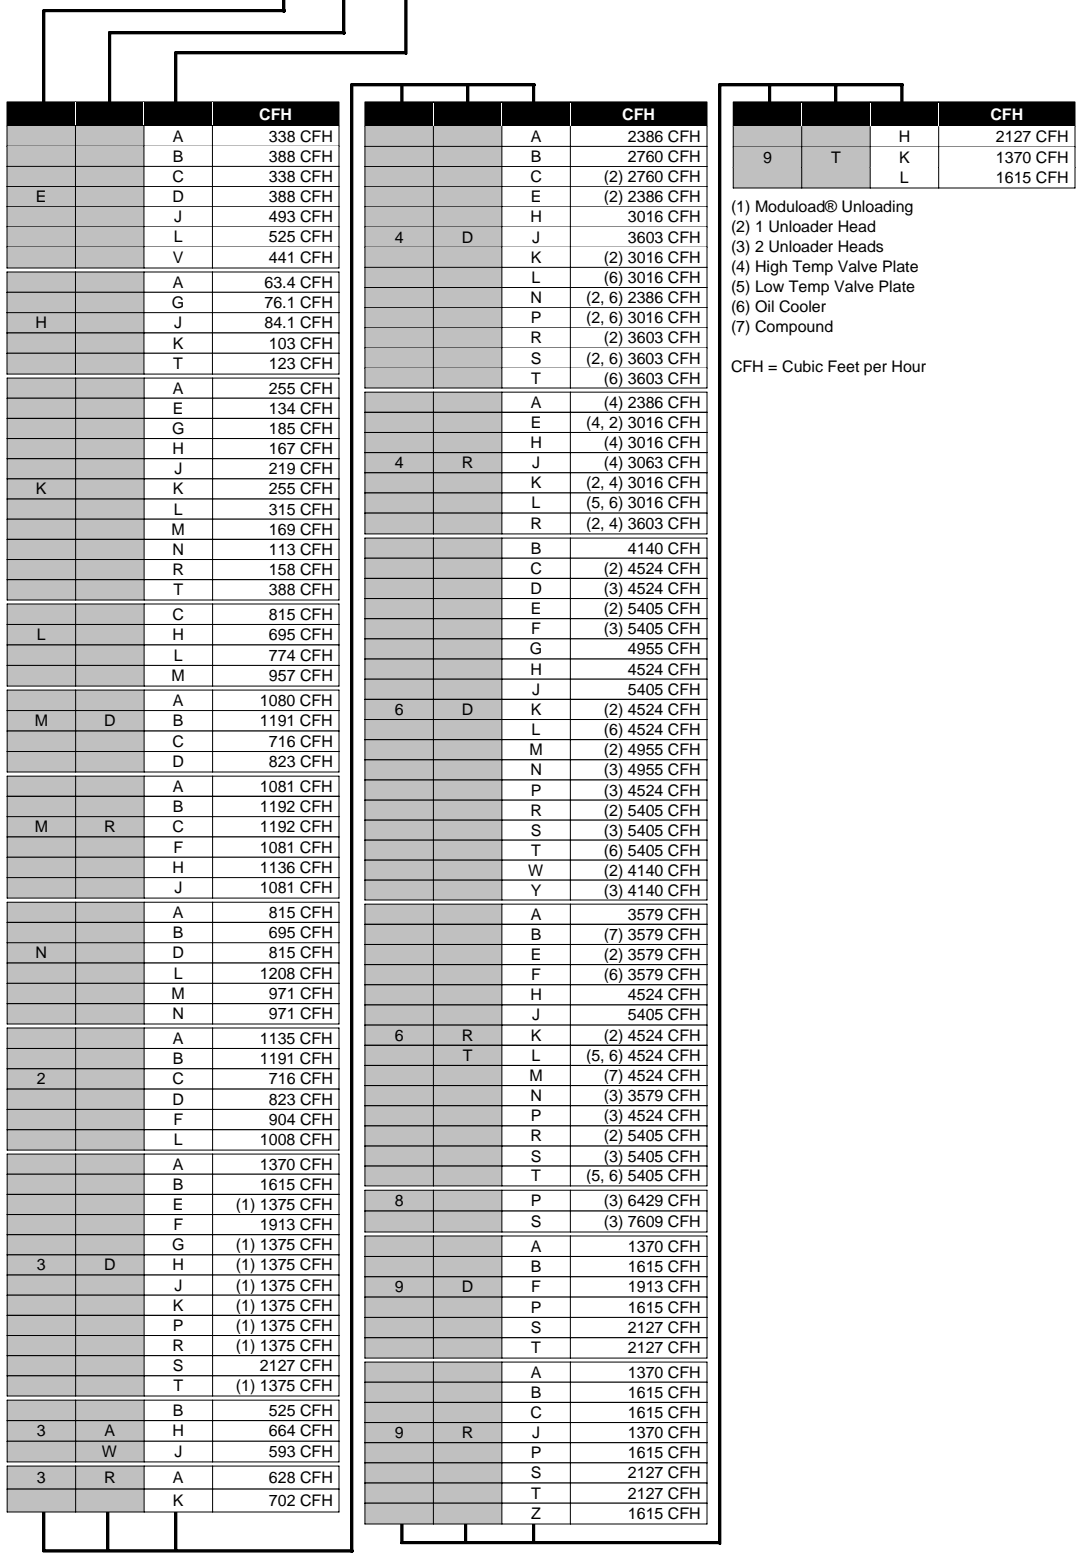 CFH
A 338 CFH
B 388 CFH
C 338 CFH
E D 388 CFH
J 493 CFH
L 525 CFH
V 441 CFH
A 63.4 CFH
G 76.1 CFH
H J 84.1 CFH
K 103 CFH
T 123 CFH
A 255 CFH
E 134 CFH
G 185 CFH
H 167 CFH
J 219 CFH
K K 255 CFH
L 315 CFH
M 169 CFH
N 113 CFH
R 158 CFH
T 388 CFH
C 815 CFH
L H 695 CFH
L 774 CFH
M 957 CFH
A 1080 CFH
M D B 1191 CFH
C 716 CFH
D 823 CFH
A 1081 CFH
B 1192 CFH
M R C 1192 CFH
F 1081 CFH
H 1136 CFH
J 1081 CFH
A 815 CFH
B 695 CFH
N D 815 CFH
L 1208 CFH
M 971 CFH
N 971 CFH
A 1135 CFH
B 1191 CFH
2 C 716 CFH
D 823 CFH
F 904 CFH
L 1008 CFH
A 1370 CFH
B 1615 CFH
E (1) 1375 CFH
F 1913 CFH
G (1) 1375 CFH
3 D H (1) 1375 CFH
J (1) 1375 CFH
K (1) 1375 CFH
P (1) 1375 CFH
R (1) 1375 CFH
S 2127 CFH
T (1) 1375 CFH
B 525 CFH
3 A H 664 CFH
W J 593 CFH
3 R A 628 CFH
K 702 CFH
CFH
A 2386 CFH
B 2760 CFH
C (2) 2760 CFH
E (2) 2386 CFH
H 3016 CFH
4 D J 3603 CFH
K (2) 3016 CFH
L (6) 3016 CFH
N (2, 6) 2386 CFH
P (2, 6) 3016 CFH
R (2) 3603 CFH
S (2, 6) 3603 CFH
T (6) 3603 CFH
A (4) 2386 CFH
E (4, 2) 3016 CFH
H (4) 3016 CFH
4 R J (4) 3063 CFH
K (2, 4) 3016 CFH
L (5, 6) 3016 CFH
R (2, 4) 3603 CFH
B 4140 CFH
C (2) 4524 CFH
D (3) 4524 CFH
E (2) 5405 CFH
F (3) 5405 CFH
G 4955 CFH
H 4524 CFH
J 5405 CFH
6 D K (2) 4524 CFH
L (6) 4524 CFH
M (2) 4955 CFH
N (3) 4955 CFH
P (3) 4524 CFH
R (2) 5405 CFH
S (3) 5405 CFH
T (6) 5405 CFH
W (2) 4140 CFH
Y (3) 4140 CFH
A 3579 CFH
B (7) 3579 CFH
E (2) 3579 CFH
F (6) 3579 CFH
H 4524 CFH
J 5405 CFH
6 R K (2) 4524 CFH
T L (5, 6) 4524 CFH
M (7) 4524 CFH
N (3) 3579 CFH
P (3) 4524 CFH
R (2) 5405 CFH
S (3) 5405 CFH
T (5, 6) 5405 CFH
8 P (3) 6429 CFH
S (3) 7609 CFH
A 1370 CFH
B 1615 CFH
9 D F 1913 CFH
P 1615 CFH
S 2127 CFH
T 2127 CFH
A 1370 CFH
B 1615 CFH
C 1615 CFH
9 R J 1370 CFH
P 1615 CFH
S 2127 CFH
T 2127 CFH
Z 1615 CFH
CFH
H 2127 CFH
9 T K 1370 CFH
L 1615 CFH
(1) Moduload® Unloading
(2) 1 Unloader Head
(3) 2 Unloader Heads
(4) High Temp Valve Plate
(5) Low Temp Valve Plate
(6) Oil Cooler
(7) Compound
CFH = Cubic Feet per Hour